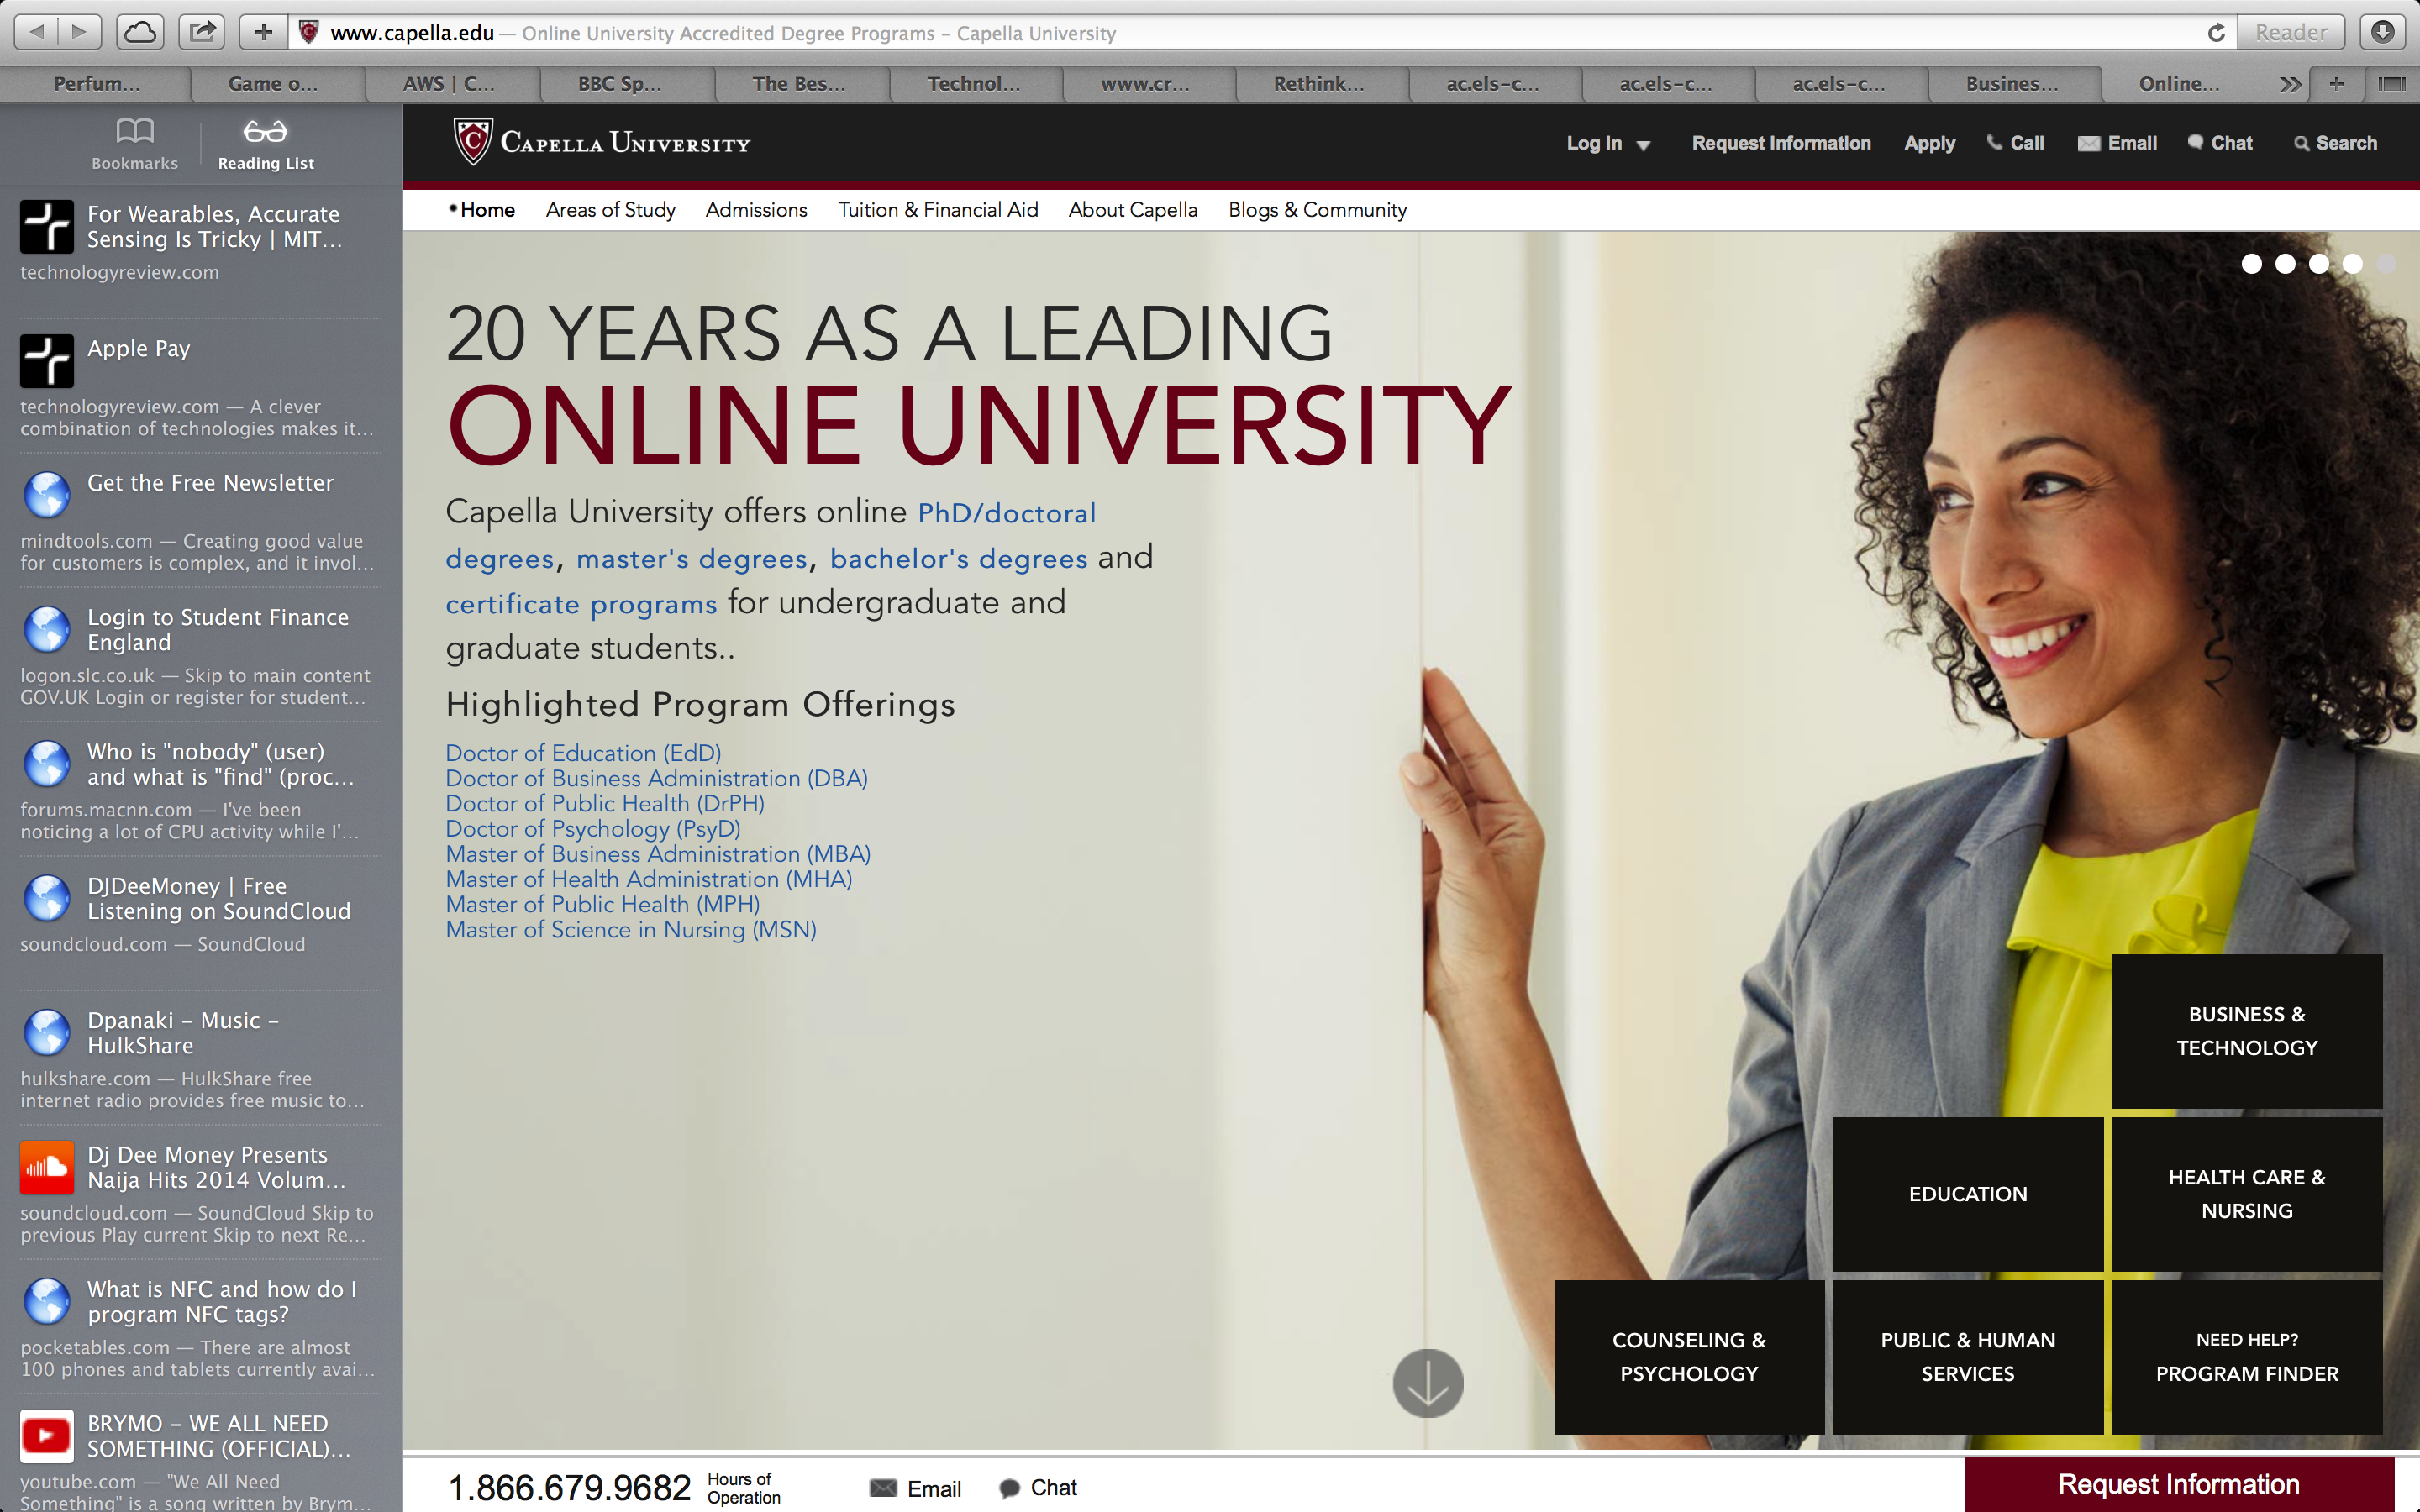 www.capella.edu — Online University Accredited Degree Programs – Capella University
Reader
Perfum...
Game o...
AWS | C...
BBC Sp...
The Bes...
Technol...
www.cr...
Rethink...
ac.els-c...
ac.els-c...
ac.els-c...
Busines...
Online...
Bookmarks
Reading List
For Wearables, Accurate
Sensing Is Tricky | MIT...
technologyreview.com
Apple Pay
technologyreview.com — A clever
combination of technologies makes it...
Get the Free Newsletter
mindtools.com — Creating good value
for customers is complex, and it invol...
Login to Student Finance
England
logon.slc.co.uk — Skip to main content
GOV.UK Login or register for student...
Who is "nobody" (user)
and what is "find" (proc...
forums.macnn.com — I've been
noticing a lot of CPU activity while I'...
DJDeeMoney | Free
Listening on SoundCloud
soundcloud.com — SoundCloud
Dpanaki – Music –
HulkShare
hulkshare.com — HulkShare free
internet radio provides free music to...
Dj Dee Money Presents
Naija Hits 2014 Volum...
soundcloud.com — SoundCloud Skip to
previous Play current Skip to next Re...
What is NFC and how do I
program NFC tags?
pocketables.com — There are almost
100 phones and tablets currently avai...
BRYMO – WE ALL NEED
SOMETHING (OFFICIAL)...
youtube.com — "We All Need
Something" is a song written by Brym...
C
CAPELLA UNIVERSITY
Log In
Request Information
Apply
Call
Email
Chat
Search
Home
Areas of Study
Admissions
Tuition & Financial Aid
About Capella
Blogs & Community
20 YEARS AS A LEADING
ONLINE UNIVERSITY
Capella University offers online PhD/doctoral
degrees, master's degrees, bachelor's degrees and
certificate programs for undergraduate and
graduate students..
Highlighted Program Offerings
Doctor of Education (EdD)
Doctor of Business Administration (DBA)
Doctor of Public Health (DrPH)
Doctor of Psychology (PsyD)
Master of Business Administration (MBA)
Master of Health Administration (MHA)
Master of Public Health (MPH)
Master of Science in Nursing (MSN)
BUSINESS &
TECHNOLOGY
EDUCATION
HEALTH CARE &
NURSING
COUNSELING &
PSYCHOLOGY
PUBLIC & HUMAN
SERVICES
NEED HELP?
PROGRAM FINDER
1.866.679.9682
Hours of
Operation
Email
Chat
Request Information